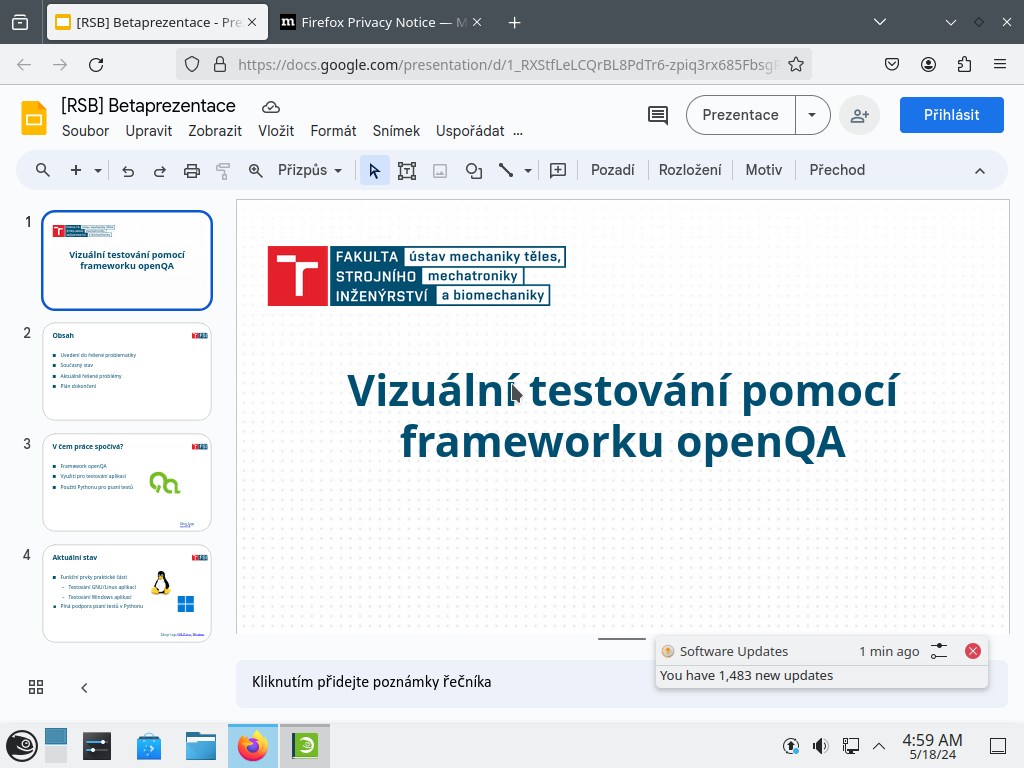 [RSB] Betaprezentace - Pre
Firefox Privacy Notice — M
https://docs.google.com/presentation/d/1_RXStfLeLCQrBL8PdTr6-zpiq3rx685Fbsg
[RSB] Betaprezentace
Soubor Upravit Zobrazit Vložit Formát Snímek Uspořádat ...
Prezentace
Přihlásit
Přizpůs
Pozadí Rozložení Motiv Přechod
1
Vizuální testování pomocí
frameworku openQA
2
Obsah
Uvedení do řešené problematiky
Současný stav
Aktuálně řešené problémy
Plán dokončení
3
V čem práce spočívá?
Framework openQA
Využití pro testování aplikací
Použití Pythonu pro psaní testů
4
Aktuální stav
Funkční prvky praktické části
– Testování GNU/Linux aplikací
– Testování Windows aplikací
Plná podpora psaní testů v Pythonu
FAKULTA ústav mechaniky těles,
STROJNÍHO mechatroniky
INŽENÝRSTVÍ a biomechaniky
Vizuální testování pomocí
frameworku openQA
Kliknutím přidejte poznámky řečníka
Software Updates 1 min ago
You have 1,483 new updates
4:59 AM
5/18/24